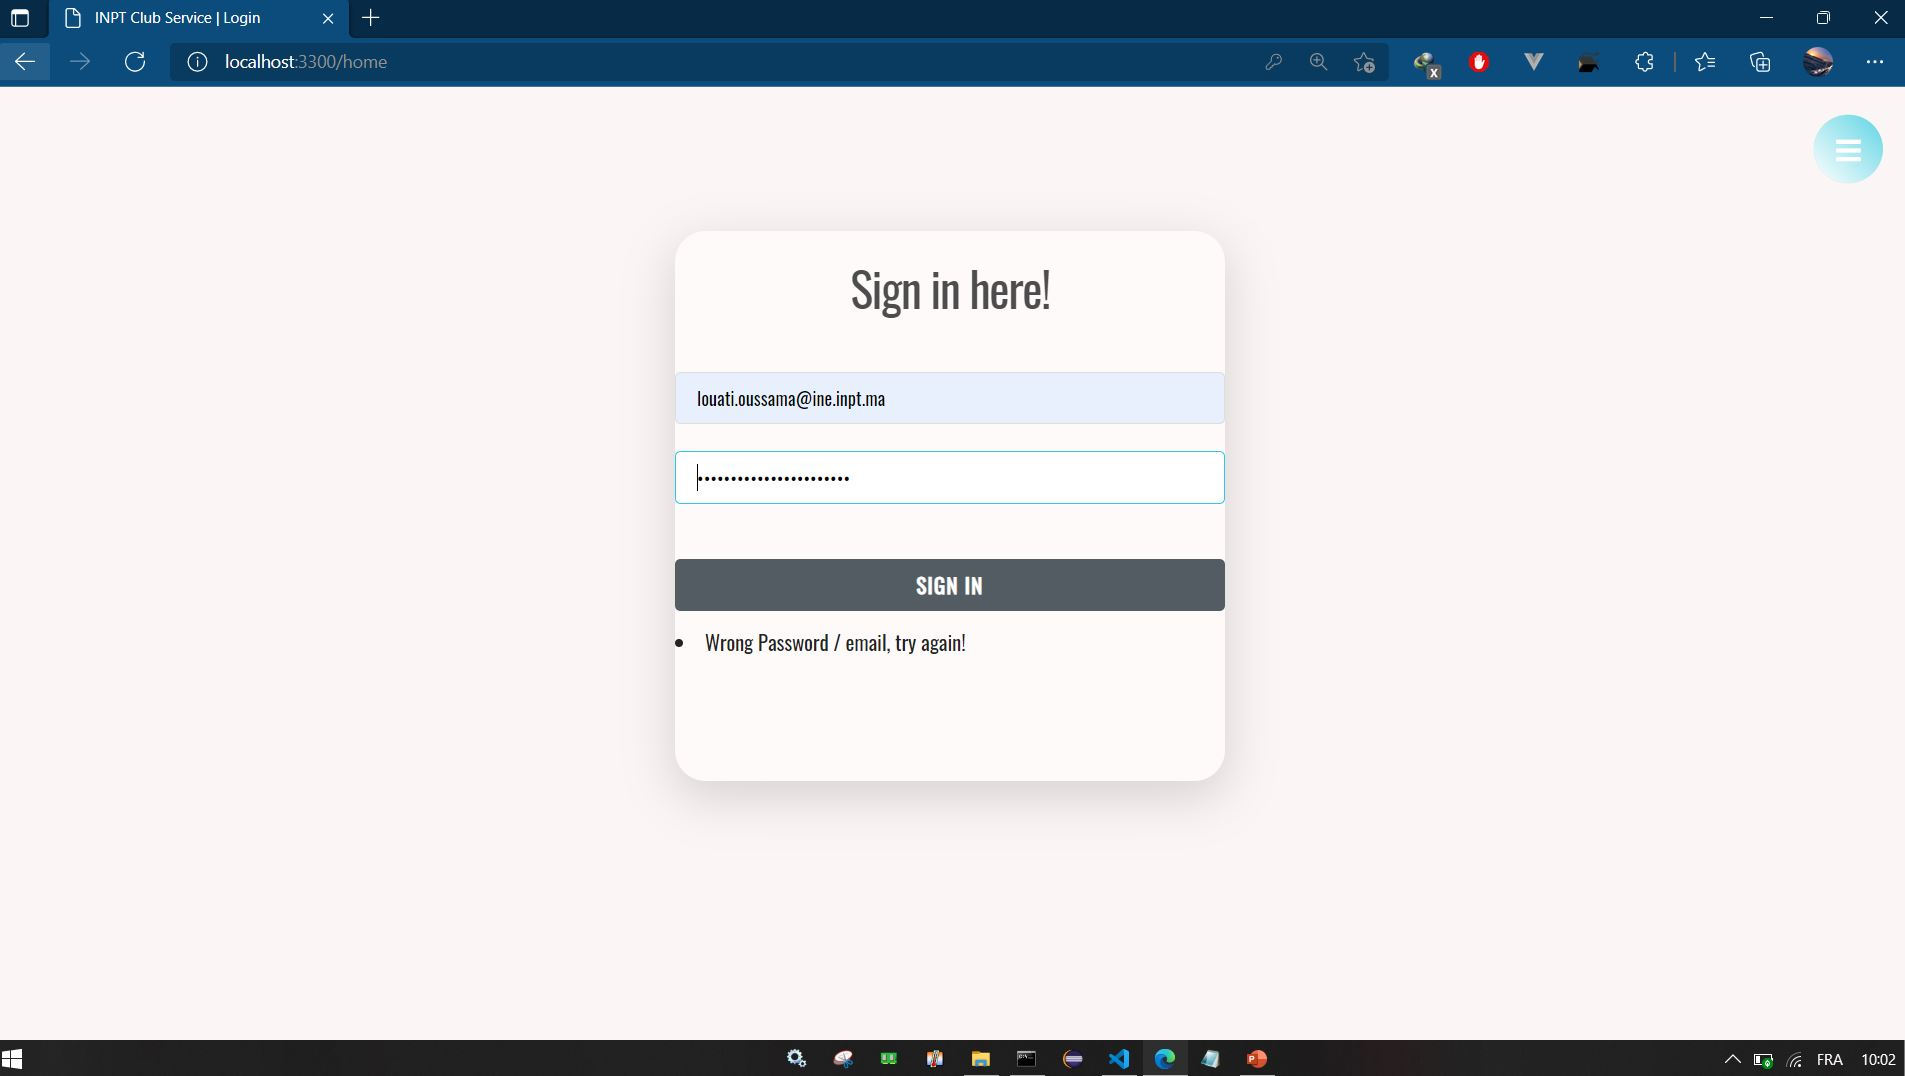 INPT Club Service | Login
localhost:3300/home
x
Sign in here!
louati.oussama@ine.inpt.ma
•••••••••••••••••••••••
SIGN IN
• Wrong Password / email, try again!
FRA 10:02